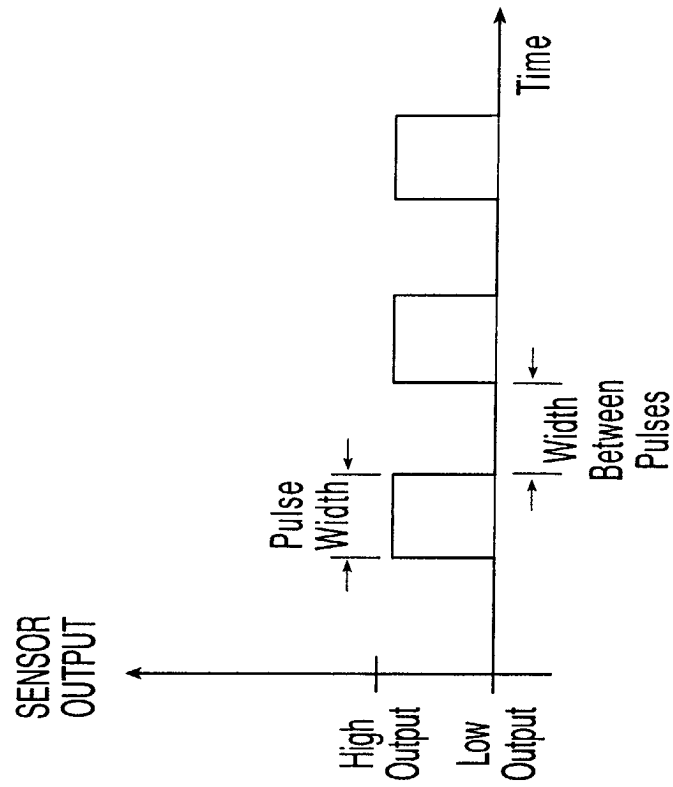 SENSOR
OUTPUT
High
Output
Low
Output
Pulse
Width
Width
Between
Pulses
Time